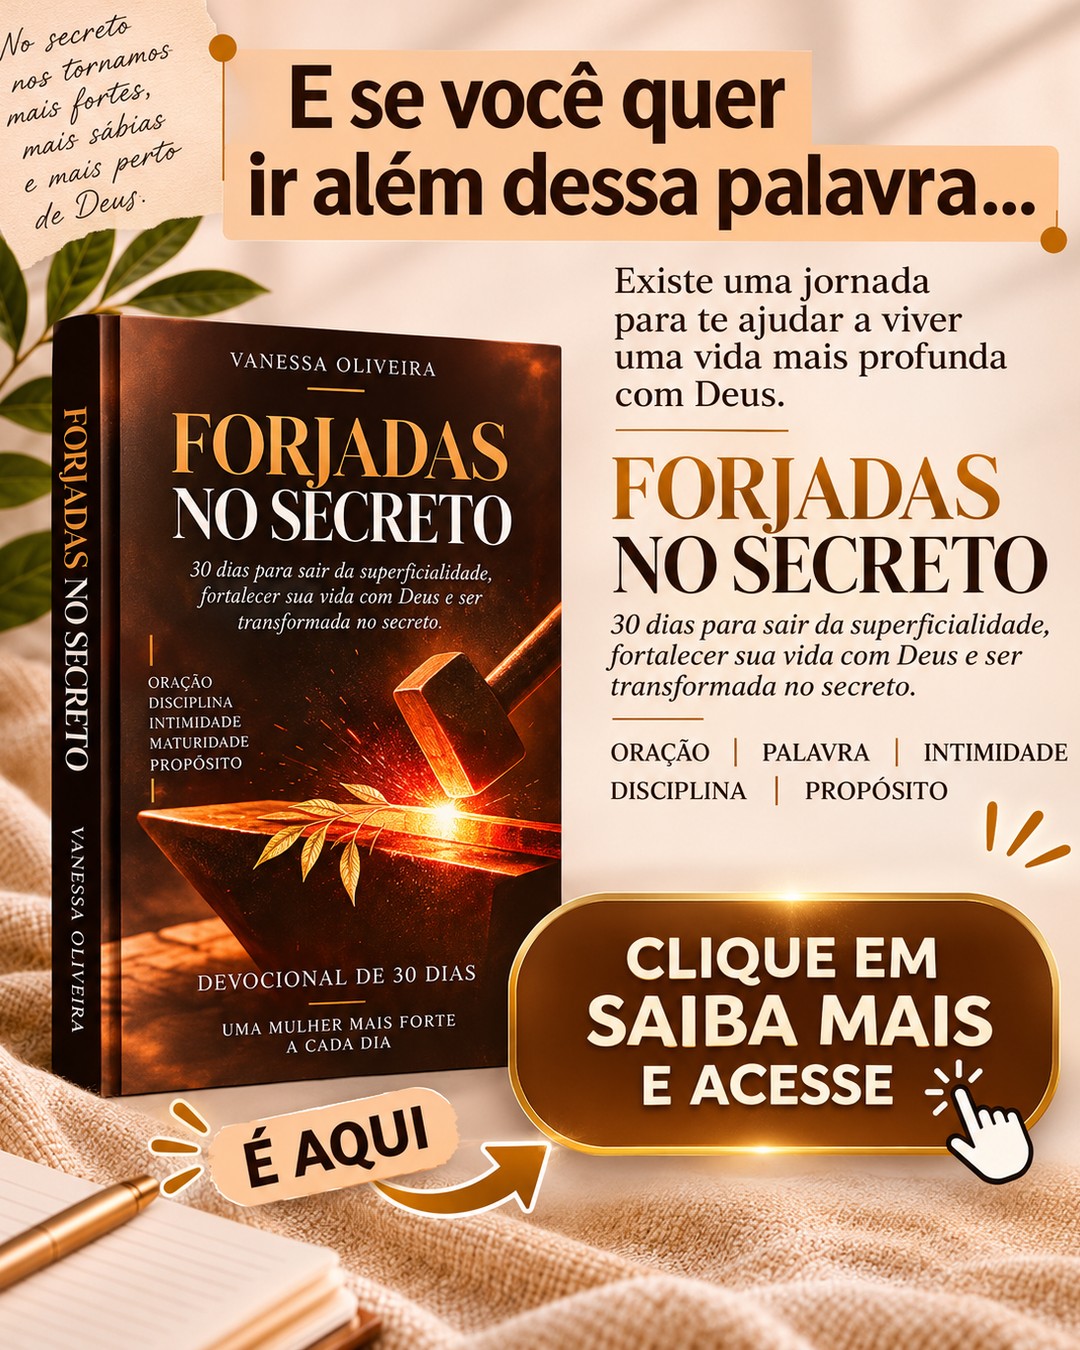 No secreto
nos tornamos
mais fortes,
mais sábias
e mais perto
de Deus.
E se você quer
ir além dessa palavra...
Existe uma jornada
para te ajudar a viver
uma vida mais profunda
com Deus.
FORJADAS
NO SECRETO
30 dias para sair da superficialidade,
fortalecer sua vida com Deus e ser
transformada no secreto.
ORAÇÃO | PALAVRA | INTIMIDADE
DISCIPLINA | PROPÓSITO
VANESSA OLIVEIRA
FORJADAS
NO SECRETO
30 dias para sair da superficialidade,
fortalecer sua vida com Deus e ser
transformada no secreto.
ORAÇÃO
DISCIPLINA
INTIMIDADE
MATURIDADE
PROPÓSITO
DEVOCIONAL DE 30 DIAS
UMA MULHER MAIS FORTE
A CADA DIA
FORJADAS NO SECRETO
VANESSA OLIVEIRA
CLIQUE EM
SAIBA MAIS
E ACESSE
É AQUI